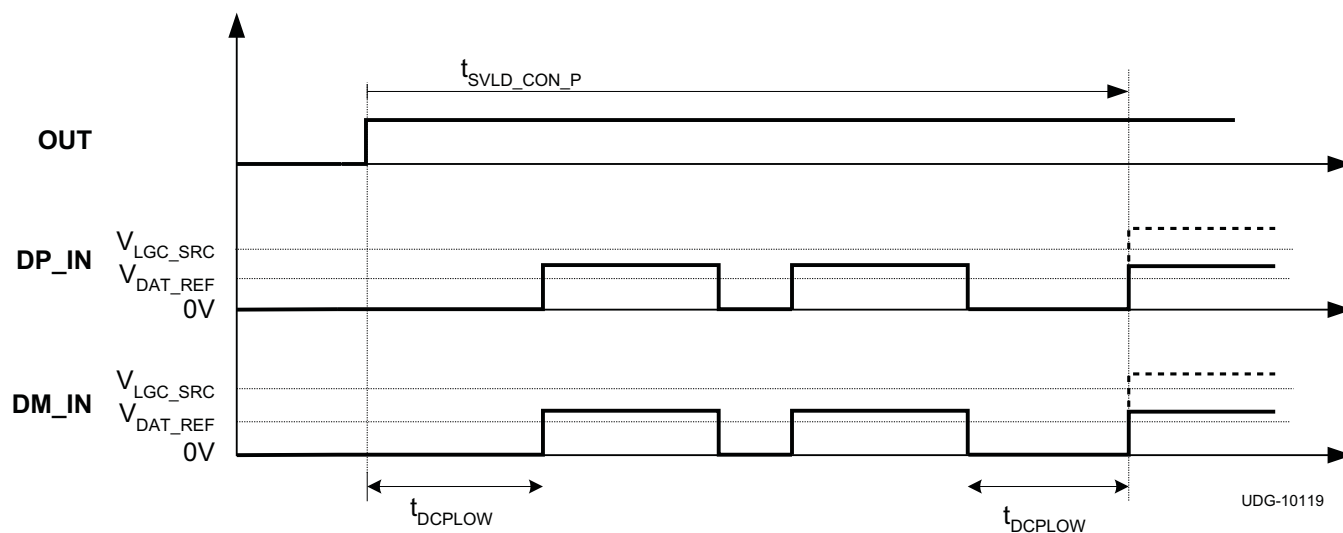 tSVLD_CON_P
OUT
VLGC_SRC
DP_IN
VDAT_REF
0V
VLGC_SRC
DM_IN
VDAT_REF
0V
tDCPLOW
tDCPLOW
UDG-10119